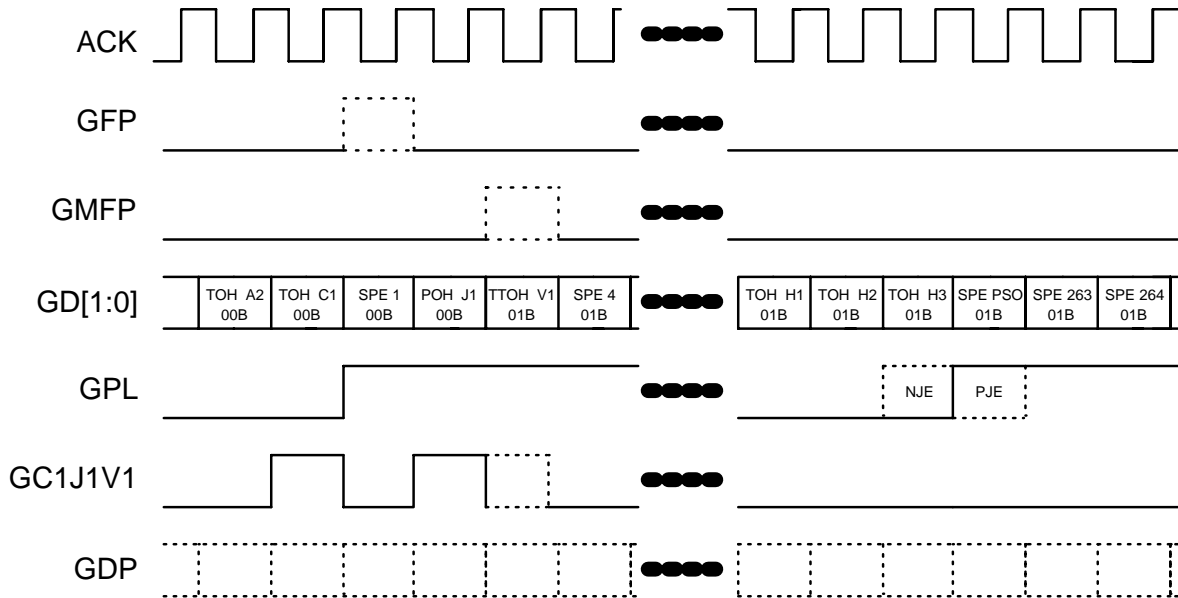 ACK
GFP
GMFP
GD[1:0]
TOH A2 TOH C1 SPE 1 POH J1 TTOH V1 SPE 4 TOH H1 TOH H2 TOH H3 SPE PSO SPE 263 SPE 264
00B 00B 00B 00B 01B 01B 01B 01B 01B 01B 01B 01B
GPL
NJE PJE
GC1J1V1
GDP